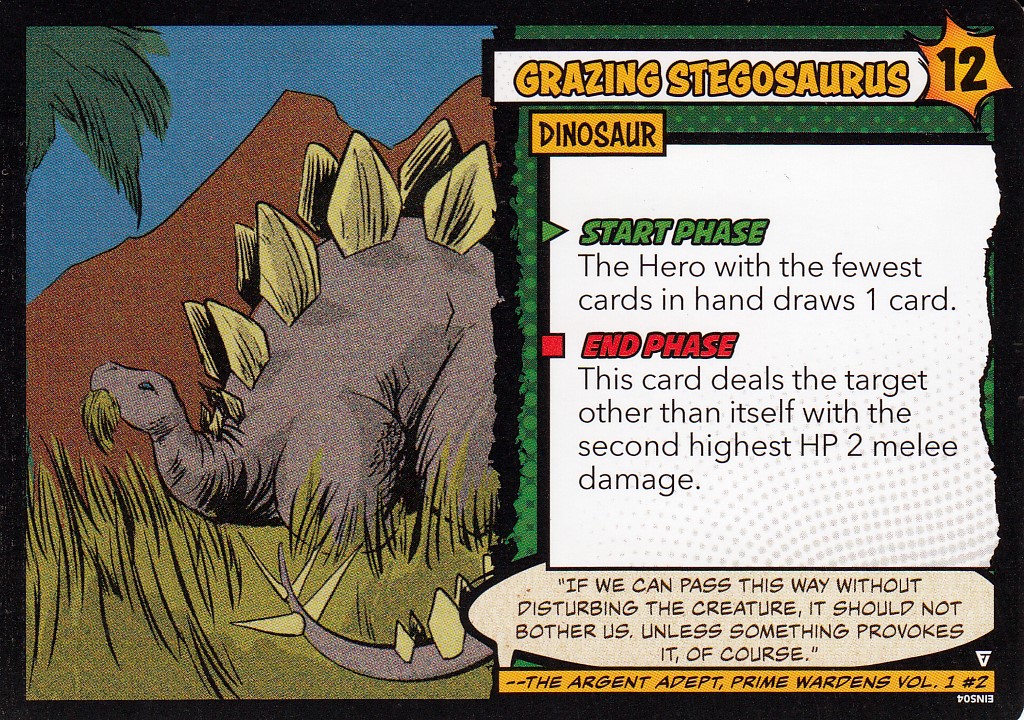 GRAZING STEGOSAURUS
12
DINOSAUR
START PHASE
The Hero with the fewest
cards in hand draws 1 card.
END PHASE
This card deals the target
other than itself with the
second highest HP 2 melee
damage.
"IF WE CAN PASS THIS WAY WITHOUT
DISTURBING THE CREATURE, IT SHOULD NOT
BOTHER US. UNLESS SOMETHING PROVOKES
IT, OF COURSE."
--THE ARGENT ADEPT, PRIME WARDENS VOL. 1 #2
EINS04